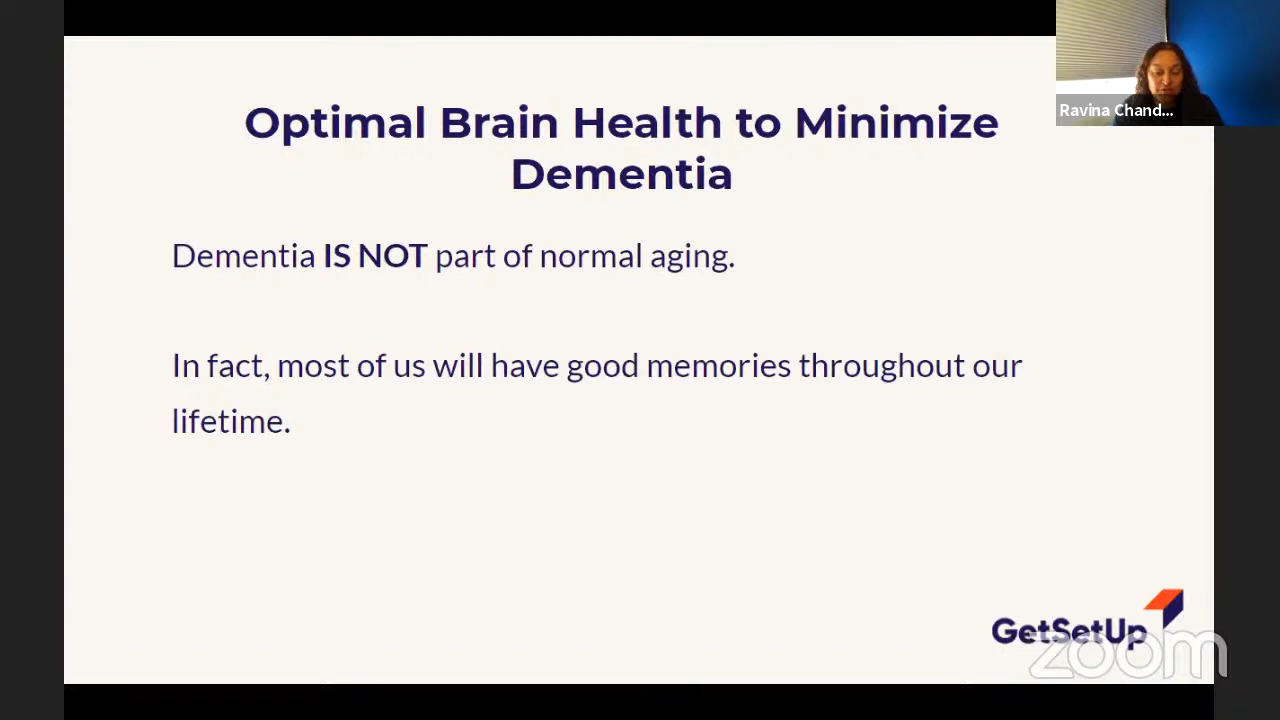 Optimal Brain Health to Minimize
Dementia
Ravina Chand...
Dementia IS NOT part of normal aging.
In fact, most of us will have good memories throughout our
lifetime.
GetSetUp
zoom